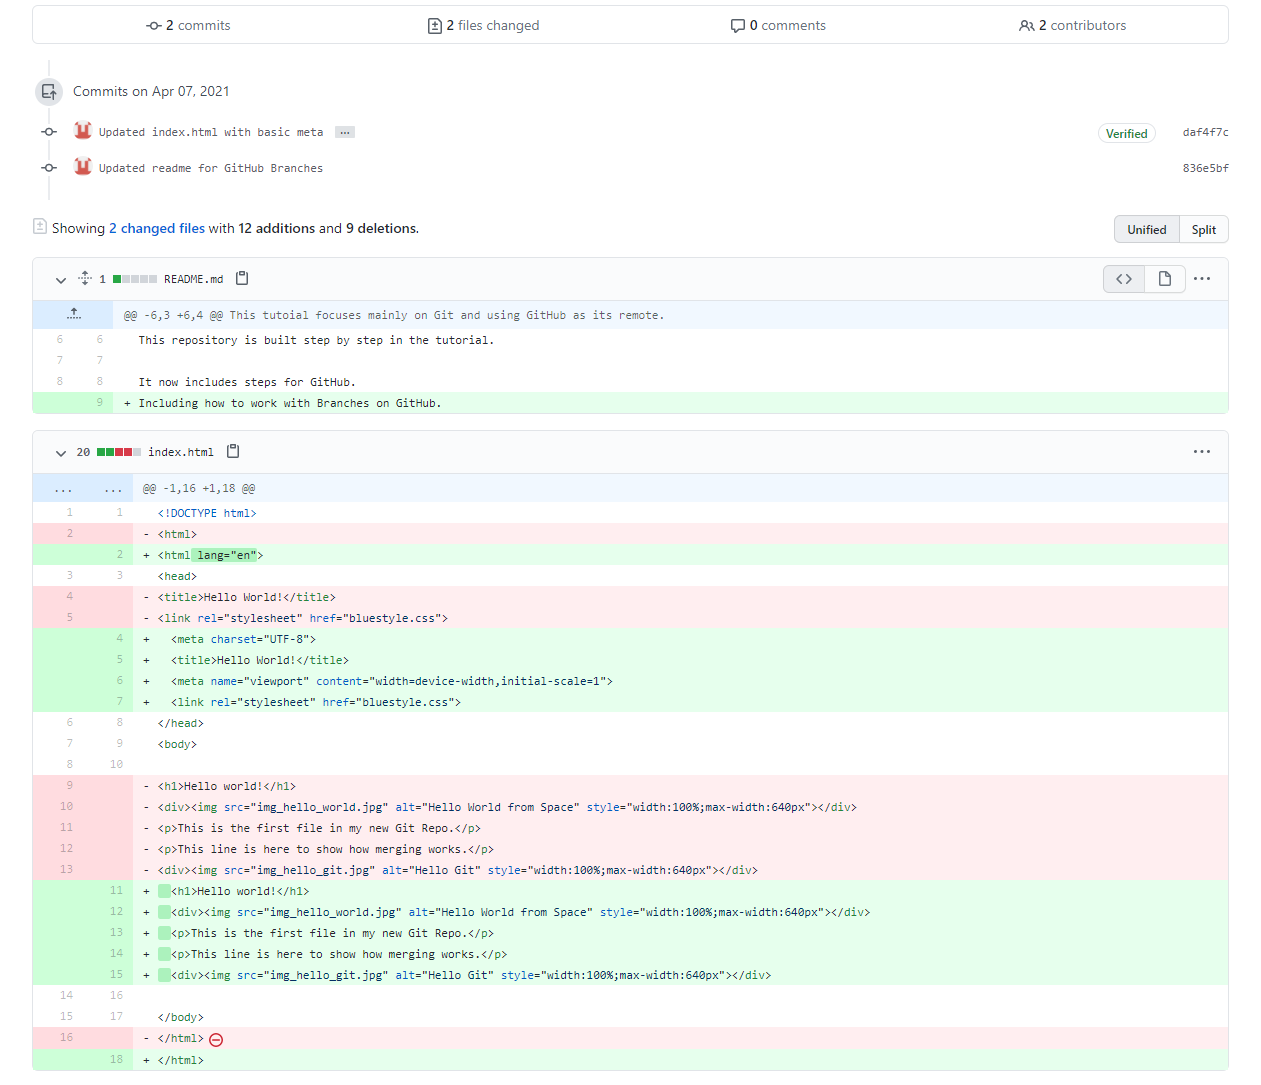 2 commits 2 files changed 0 comments 2 contributors
Commits on Apr 07, 2021
Updated index.html with basic meta … Verified daf4f7c
Updated readme for GitHub Branches 836e5bf
Showing 2 changed files with 12 additions and 9 deletions. Unified Split
1 README.md
@@ -6,3 +6,4 @@ This tutoial focuses mainly on Git and using GitHub as its remote.
6 6 This repository is built step by step in the tutorial.
7 7
8 8 It now includes steps for GitHub.
9 + Including how to work with Branches on GitHub.
20 index.html
... ... @@ -1,16 +1,18 @@
1 1 <!DOCTYPE html>
2 - <html>
2 + <html lang="en">
3 3 <head>
4 - <title>Hello World!</title>
5 - <link rel="stylesheet" href="bluestyle.css">
4 + <meta charset="UTF-8">
5 + <title>Hello World!</title>
6 + <meta name="viewport" content="width=device-width,initial-scale=1">
7 + <link rel="stylesheet" href="bluestyle.css">
6 8 </head>
7 9 <body>
8 10
9 - <h1>Hello world!</h1>
10 - <div><img src="img_hello_world.jpg" alt="Hello World from Space" style="width:100%;max-width:640px"></div>
11 - <p>This is the first file in my new Git Repo.</p>
12 - <p>This line is here to show how merging works.</p>
13 - <div><img src="img_hello_git.jpg" alt="Hello Git" style="width:100%;max-width:640px"></div>
11 + <h1>Hello world!</h1>
12 + <div><img src="img_hello_world.jpg" alt="Hello World from Space" style="width:100%;max-width:640px"></div>
13 + <p>This is the first file in my new Git Repo.</p>
14 + <p>This line is here to show how merging works.</p>
15 + <div><img src="img_hello_git.jpg" alt="Hello Git" style="width:100%;max-width:640px"></div>
14 16
15 17 </body>
16 - </html>
18 + </html>